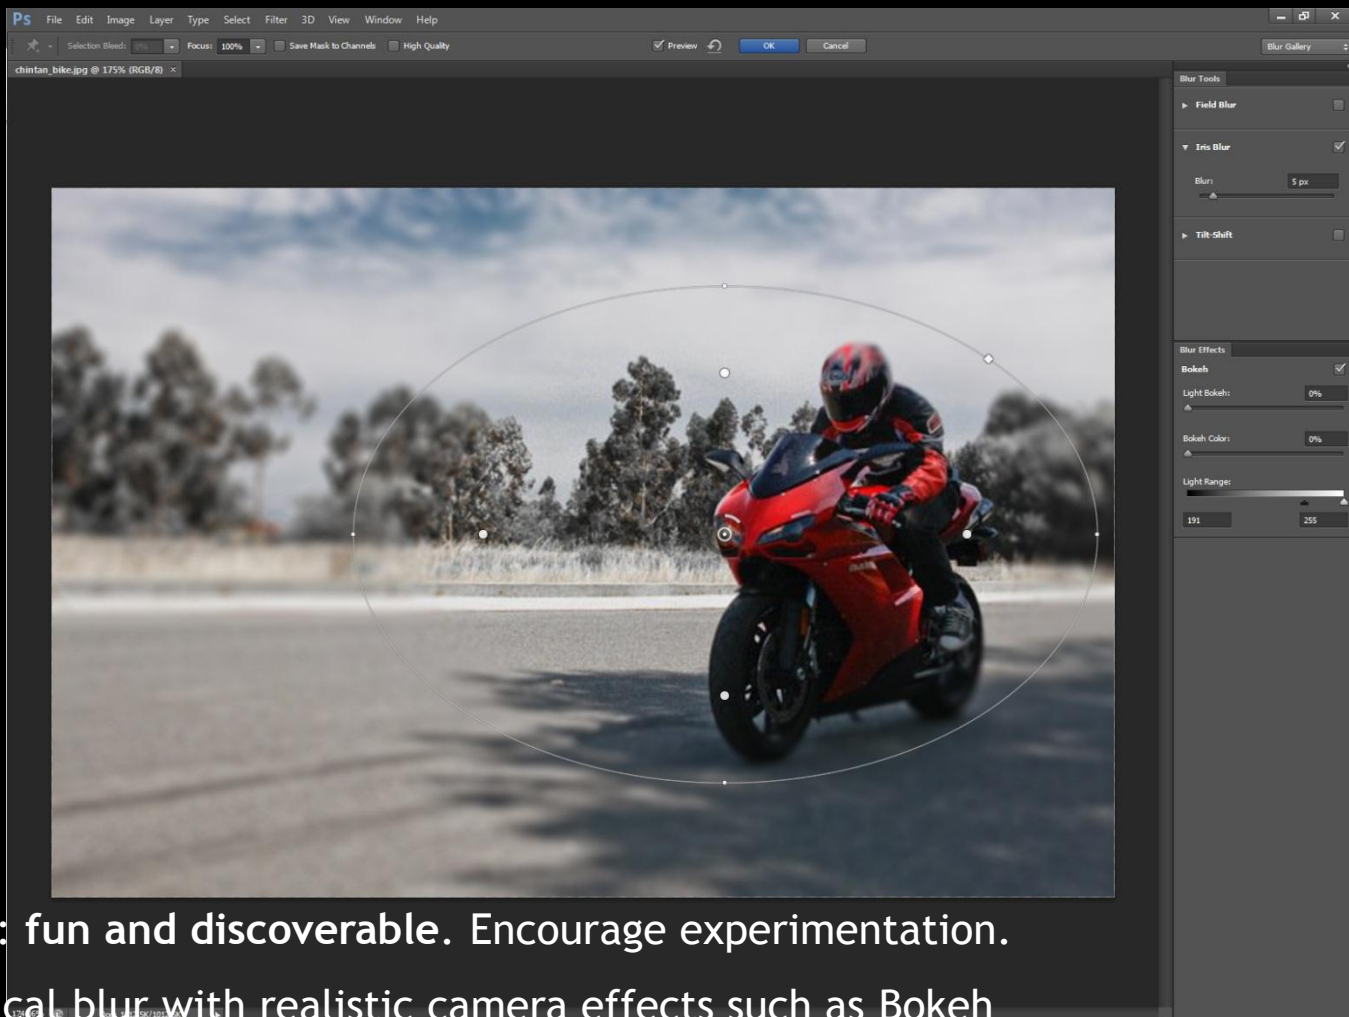 Ps File Edit Image Layer Type Select Filter 3D View Window Help
Selection Bleed: 0% Focus: 100% Save Mask to Channels High Quality Preview OK Cancel Blur Gallery
chintan_bike.jpg @ 175% (RGB/8) ×
Blur Tools
Field Blur
Iris Blur
Blur: 5 px
Tilt-Shift
Blur Effects
Bokeh
Light Bokeh: 0%
Bokeh Color: 0%
Light Range:
191 255
: fun and discoverable. Encourage experimentation.
cal blur with realistic camera effects such as Bokeh